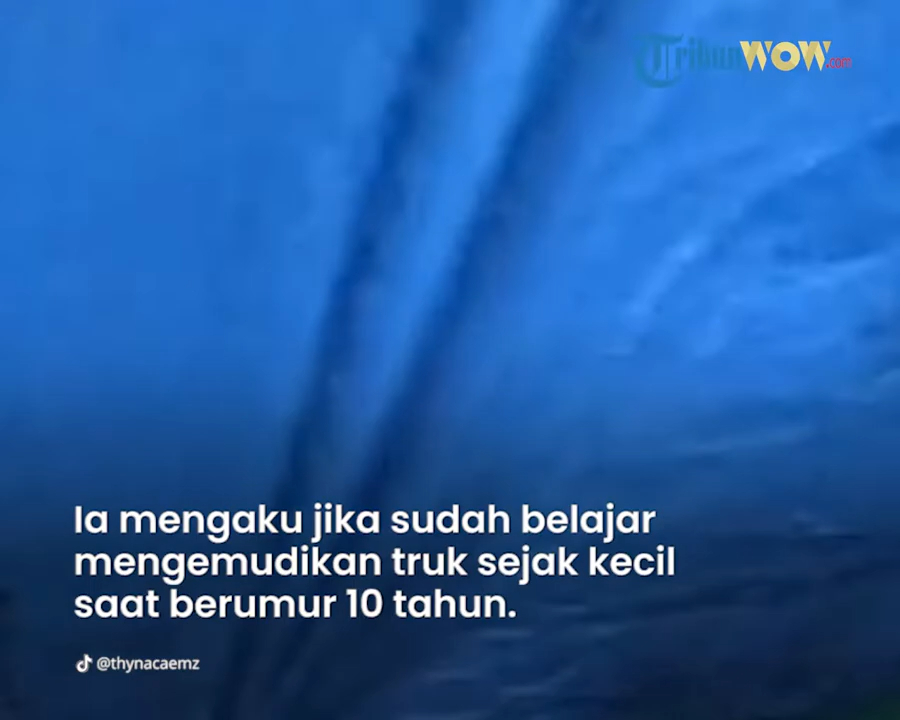 TribunWOW.com
Ia mengaku jika sudah belajar
mengemudikan truk sejak kecil
saat berumur 10 tahun.
@thynacaemz